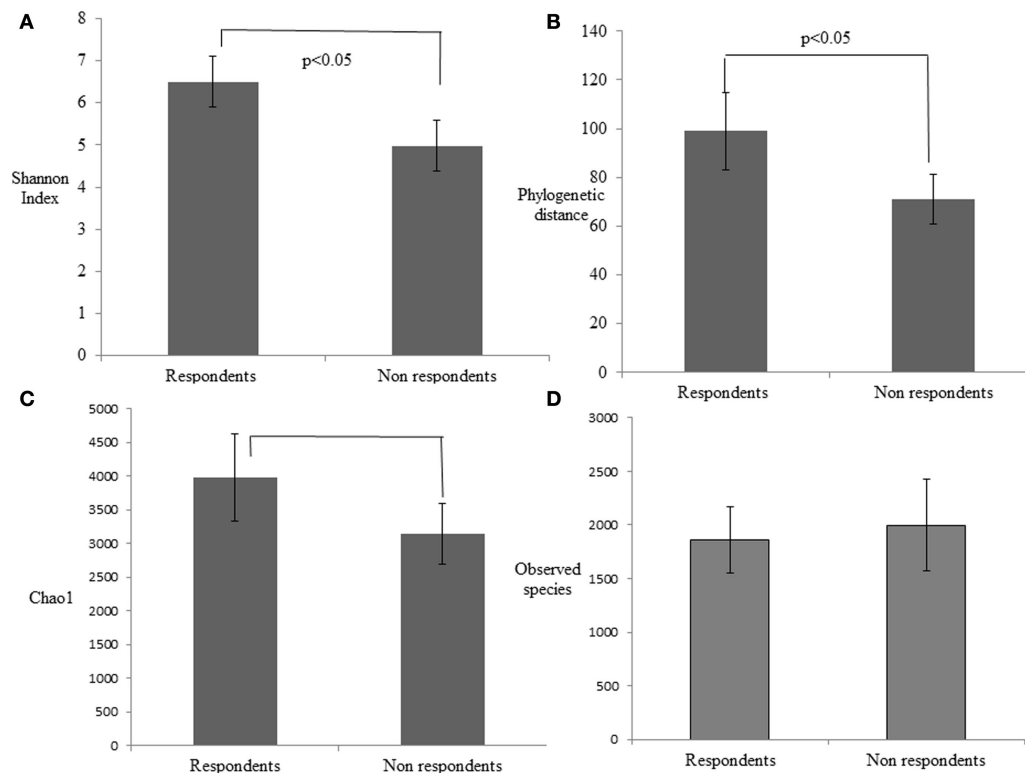 A
8
7
6
5
4
3
2
1
0
Shannon
Index
p<0.05
Respondents
Non respondents
B
140
120
100
80
60
40
20
0
Phylogenetic
distance
p<0.05
Respondents
Non respondents
C
5000
4500
4000
3500
3000
2500
2000
1500
1000
500
0
Chao1
Respondents
Non respondents
D
3000
2500
2000
1500
1000
500
0
Observed
species
Respondents
Non respondents